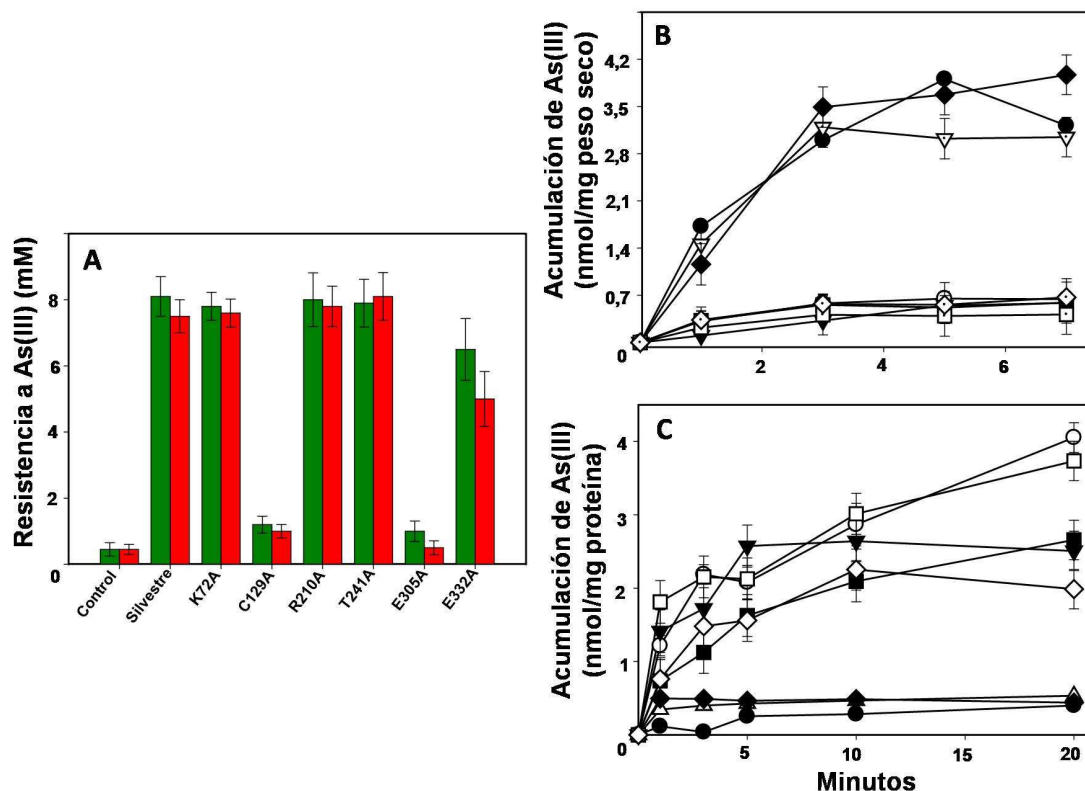 A
Resistencia a As(III) (mM)
8
6
4
2
0
Control
Silvestre
K72A
C129A
R210A
T241A
E305A
E332A
B
Acumulación de As(III)
(nmol/mg peso seco)
4,2
3,5
2,8
2,1
1,4
0,7
0
2
4
6
C
Acumulación de As(III)
(nmol/mg proteína)
4
3
2
1
0
5
10
15
20
Minutos